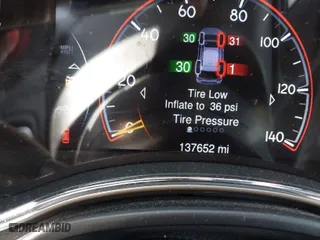 60 80
40 100
20 120
140
30 31
30 1
Tire Low
Inflate to 36 psi
Tire Pressure
137652 mi
DREAMBID